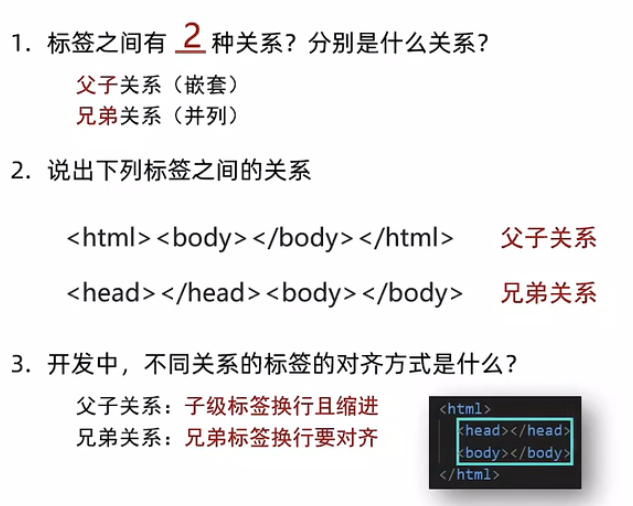 1. 标签之间有 2 种关系？分别是什么关系？
父子关系（嵌套）
兄弟关系（并列）
2. 说出下列标签之间的关系
<html><body></body></html> 父子关系
<head></head><body></body> 兄弟关系
3. 开发中，不同关系的标签的对齐方式是什么？
父子关系：子级标签换行且缩进
兄弟关系：兄弟标签换行要对齐
<html>
<head></head>
<body></body>
</html>